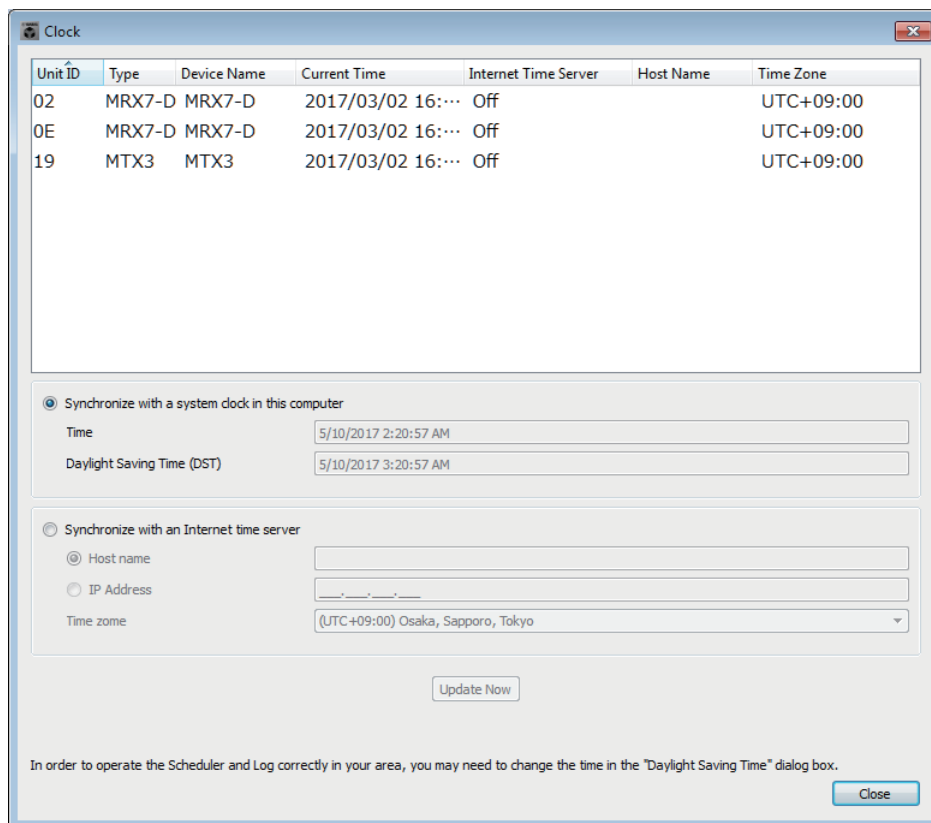 Clock
Unit ID Type Device Name Current Time Internet Time Server Host Name Time Zone
02 MRX7-D MRX7-D 2017/03/02 16:··· Off UTC+09:00
0E MRX7-D MRX7-D 2017/03/02 16:··· Off UTC+09:00
19 MTX3 MTX3 2017/03/02 16:··· Off UTC+09:00
Synchronize with a system clock in this computer
Time 5/10/2017 2:20:57 AM
Daylight Saving Time (DST) 5/10/2017 3:20:57 AM
Synchronize with an Internet time server
Host name
IP Address ___.___.___.___
Time zome (UTC+09:00) Osaka, Sapporo, Tokyo
Update Now
In order to operate the Scheduler and Log correctly in your area, you may need to change the time in the "Daylight Saving Time" dialog box.
Close